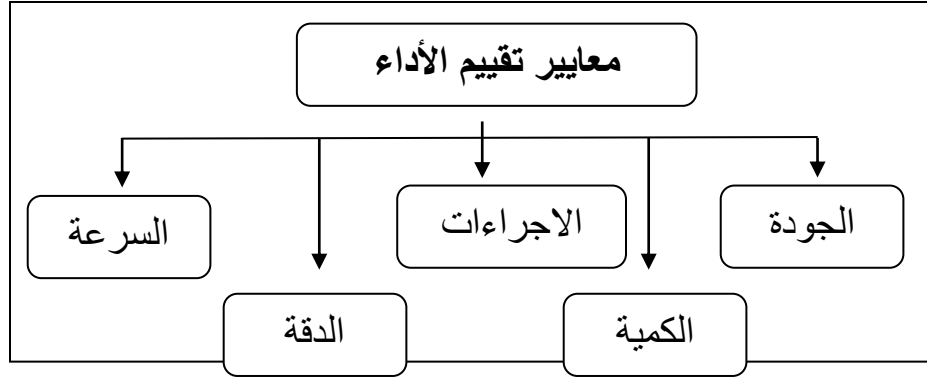 معايير تقييم الأداء
الجودة
الاجراءات
السرعة
الكمية
الدقة